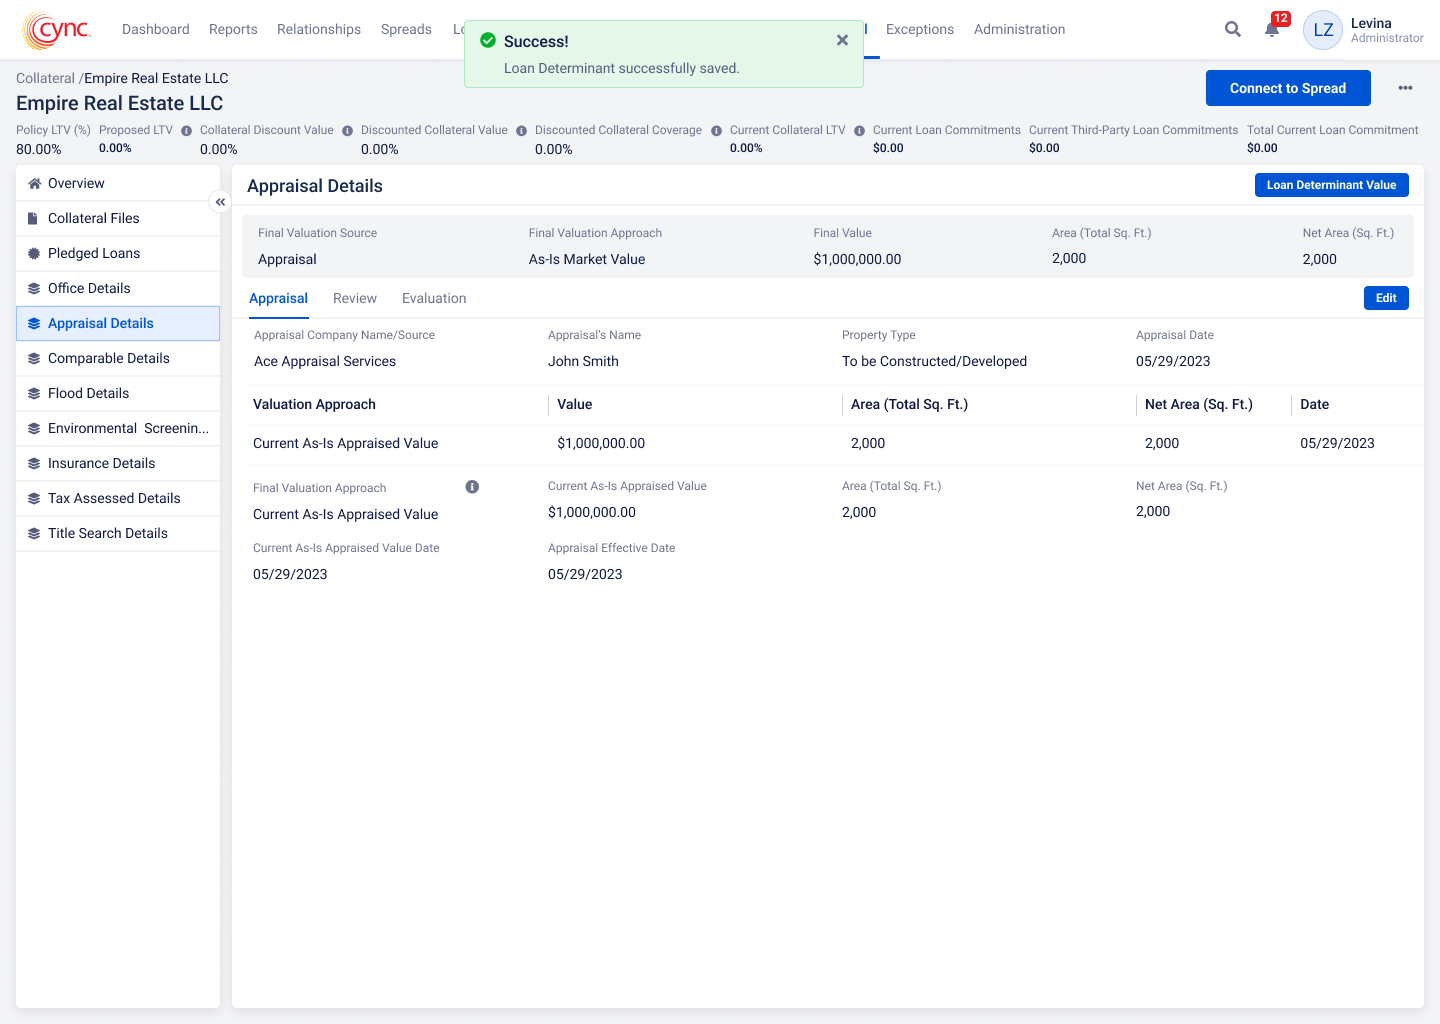 cync
Dashboard Reports Relationships Spreads Exceptions Administration
12
LZ
Levina
Administrator
Success!
Loan Determinant successfully saved.
Collateral /Empire Real Estate LLC
Empire Real Estate LLC
Connect to Spread
Policy LTV (%) Proposed LTV Collateral Discount Value Discounted Collateral Value Discounted Collateral Coverage Current Collateral LTV Current Loan Commitments Current Third-Party Loan Commitments Total Current Loan Commitment
80.00% 0.00% 0.00% 0.00% 0.00% 0.00% $0.00 $0.00 $0.00
Overview
Collateral Files
Pledged Loans
Office Details
Appraisal Details
Comparable Details
Flood Details
Environmental Screenin...
Insurance Details
Tax Assessed Details
Title Search Details
Appraisal Details
Loan Determinant Value
Final Valuation Source Final Valuation Approach Final Value Area (Total Sq. Ft.) Net Area (Sq. Ft.)
Appraisal As-Is Market Value $1,000,000.00 2,000 2,000
Appraisal Review Evaluation
Edit
Appraisal Company Name/Source Appraisal's Name Property Type Appraisal Date
Ace Appraisal Services John Smith To be Constructed/Developed 05/29/2023
Valuation Approach Value Area (Total Sq. Ft.) Net Area (Sq. Ft.) Date
Current As-Is Appraised Value $1,000,000.00 2,000 2,000 05/29/2023
Final Valuation Approach Current As-Is Appraised Value Area (Total Sq. Ft.) Net Area (Sq. Ft.)
Current As-Is Appraised Value $1,000,000.00 2,000 2,000
Current As-Is Appraised Value Date Appraisal Effective Date
05/29/2023 05/29/2023